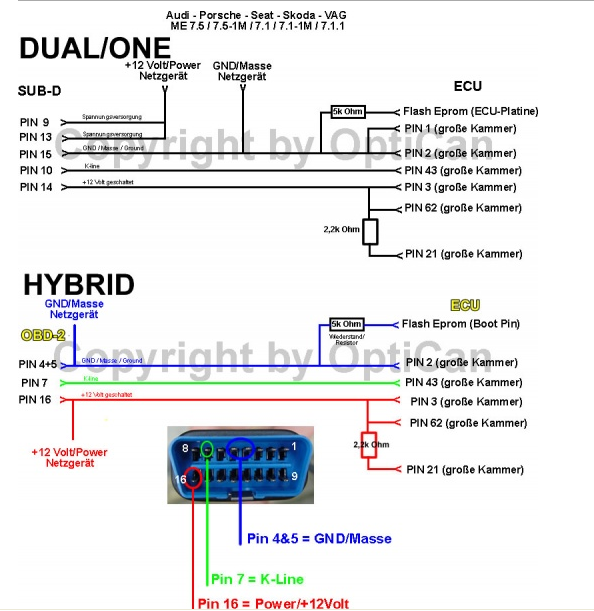 Audi - Porsche - Seat - Skoda - VAG
ME 7.5 / 7.5-1M / 7.1 / 7.1-1M / 7.1.1
DUAL/ONE
+12 Volt/Power
Netzgerät
GND/Masse
Netzgerät
SUB-D
ECU
5k Ohm
Flash Eprom (ECU-Platine)
PIN 9
Spannungsversorgung
PIN 1 (große Kammer)
PIN 13
Spannungsversorgung
Copyright by OptiCan
PIN 15
GND / Masse / Ground
PIN 2 (große Kammer)
PIN 10
K-line
PIN 43 (große Kammer)
PIN 14
+12 Volt geschaltet
PIN 3 (große Kammer)
PIN 62 (große Kammer)
2,2k Ohm
PIN 21 (große Kammer)
HYBRID
GND/Masse
Netzgerät
ECU
OBD-2
5k Ohm
Flash Eprom (Boot Pin)
Wiederstand/
Resistor
Copyright by OptiCan
PIN 4+5
GND / Masse / Ground
PIN 2 (große Kammer)
PIN 7
K-line
PIN 43 (große Kammer)
PIN 16
+12 Volt geschaltet
PIN 3 (große Kammer)
PIN 62 (große Kammer)
2,2k Ohm
+12 Volt/Power
Netzgerät
PIN 21 (große Kammer)
8
1
16
9
Pin 4&5 = GND/Masse
Pin 7 = K-Line
Pin 16 = Power/+12Volt